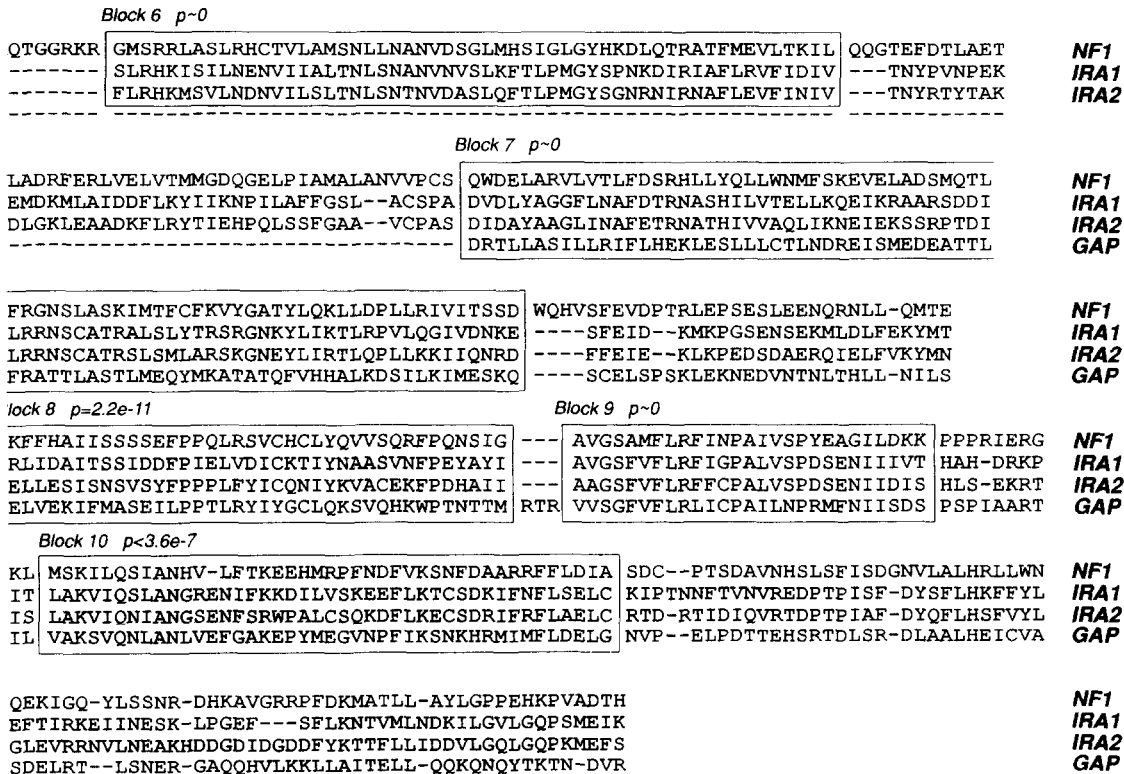 Block 6 p~0
QTGGRKR GMSRRLASLRHCTVLAMSNLLNANVDSGLMHSIGLGYHKDLQTRATFMEVLTKIL QQGTEFDTLAET NF1
------- SLRHKISILNENVIIALTNLSNANVNVSLKFTLPMGYSPNKDIRIAFLRVFIDIV ---TNYPVNPEK IRA1
------- FLRHKMSVLNDNVILSLTNLSNTNVDASLQFTLPMGYSGNRNIRNAFLEVFINIV ---TNYRTYTAK IRA2
Block 7 p~0
LADRFERLVELVTMMGDQGELPIAMALANVVPCS QWDELARVLVTLFDSRHLLYQLLWNMFSKEVELADSMQTL NF1
EMDKMLAIDDFLKYIIKNPILAFFGSL--ACSPA DVDLYAGGFLNAFDTRNASHILVTELLKQEIKRAARSDDI IRA1
DLGKLEAADKFLRYTIEHPQLSSFGAA--VCPAS DIDAYAAGLINAFETRNATHIVVAQLIKNEIEKSSRPTDI IRA2
---------------------------------- DRTLLASILLRIFLHEKLESLLLCTLNDREISMEDEATTL GAP
FRGNSLASKIMTFCFKVYGATYLQKLLDPLLRIVITSSD WQHVSFEVDPTRLEPSESLEENQRNLL-QMTE NF1
LRRNSCATRALSLYTRSRGNKYLIKTLRPVLQGIVDNKE ----SFEID--KMKPGSENSEKMLDLFEKYMT IRA1
LRRNSCATRSLSMLARSKGNEYLIRTLQPLLKKIIQNRD ----FFEIE--KLKPEDSDAERQIELFVKYMN IRA2
FRATTLASTLMEQYMKATATQFVHHALKDSILKIMESKQ ----SCELSPSKLEKNEDVNTNLTHLL-NILS GAP
lock 8 p=2.2e-11 Block 9 p~0
KFFHAIISSSSEFPPQLRSVCHCLYQVVSQRFPQNSIG --- AVGSAMFLRFINPAIVSPYEAGILDKK PPPRIERG NF1
RLIDAITSSIDDFPIELVDICKTIYNAASVNFPEYAYI --- AVGSFVFLRFIGPALVSPDSENIIIVT HAH-DRKP IRA1
ELLESISNSVSYFPPPLFYICQNIYKVACEKFPDHAII --- AAGSFVFLRFFCPALVSPDSENIIDIS HLS-EKRT IRA2
ELVEKIFMASEILPPTLRYIYGCLQKSVQHKWPTNTTM RTR VVSGFVFLRLICPAILNPRMFNIISDS PSPIAART GAP
Block 10 p<3.6e-7
KL MSKILQSIANHV-LFTKEEHMRPFNDFVKSNFDAARRFFLDIA SDC--PTSDAVNHSLSFISDGNVLALHRLLWN NF1
IT LAKVIQSLANGRENIFKKDILVSKEEFLKTCSDKIFNFLSELC KIPTNNFTVNVREDPTPISF-DYSFLHKFFYL IRA1
IS LAKVIQNIANGSENFSRWPALCSQKDFLKECSDRIFRFLAELC RTD-RTIDIQVRTDPTPIAF-DYQFLHSFVYL IRA2
IL VAKSVQNLANLVEFGAKEPYMEGVNPFIKSNKHRMIMFLDELG NVP--ELPDTTEHSRTDLSR-DLAALHEICVA GAP
QEKIGQ-YLSSNR-DHKAVGRRPFDKMATLL-AYLGPPEHKPVADTH NF1
EFTIRKEIINESK-LPGEF---SFLKNTVMLNDKILGVLGQPSMEIK IRA1
GLEVRRNVLNEAKHDDGDIDGDDFYKTTFLLIDDVLGQLGQPKMEFS IRA2
SDELRT--LSNER-GAQQHVLKKLLAITELL-QQKQNQYTKTN-DVR GAP